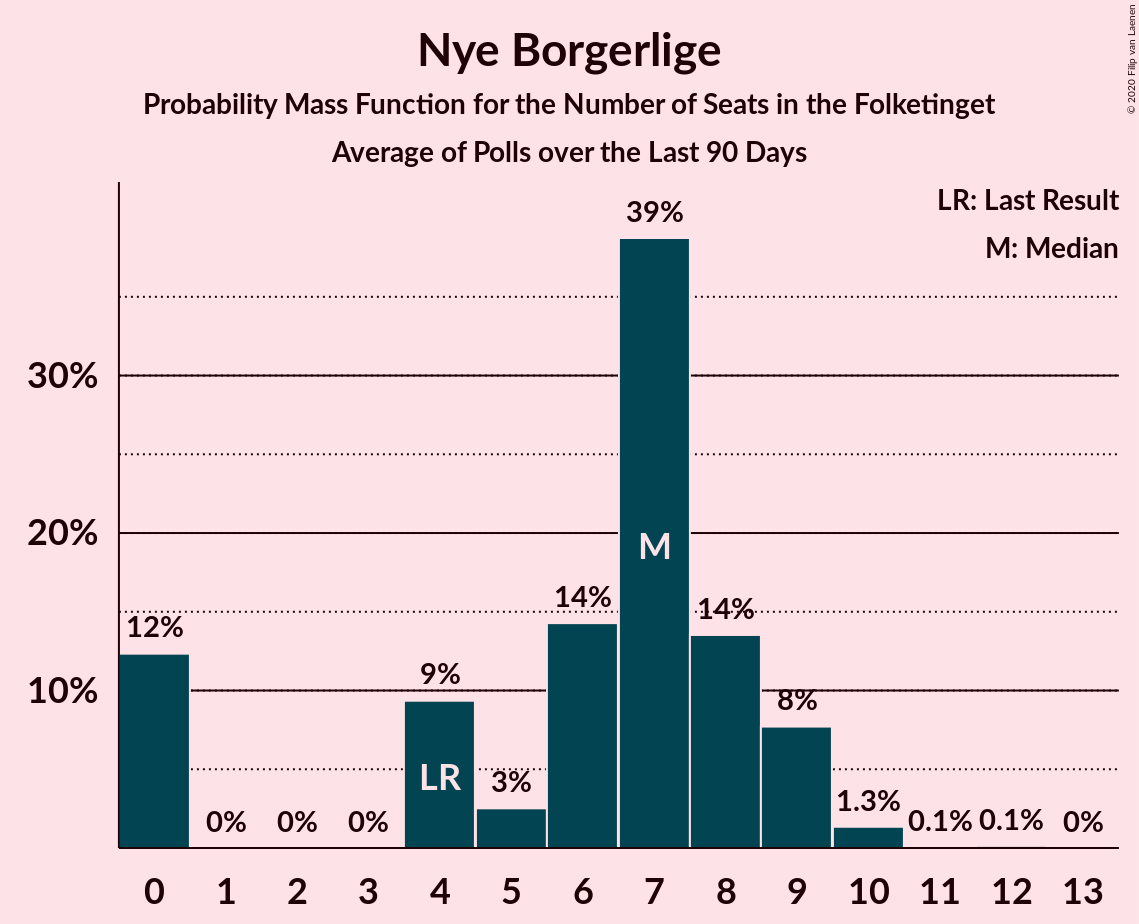 Nye Borgerlige
Probability Mass Function for the Number of Seats in the Folketinget
Average of Polls over the Last 90 Days
© 2020 Filip van Laenen
LR: Last Result
M: Median
39%
30%
20%
10%
12%
0%
0%
0%
9%
3%
14%
14%
8%
1.3%
0.1%
0.1%
0%
M
LR
0 1 2 3 4 5 6 7 8 9 10 11 12 13